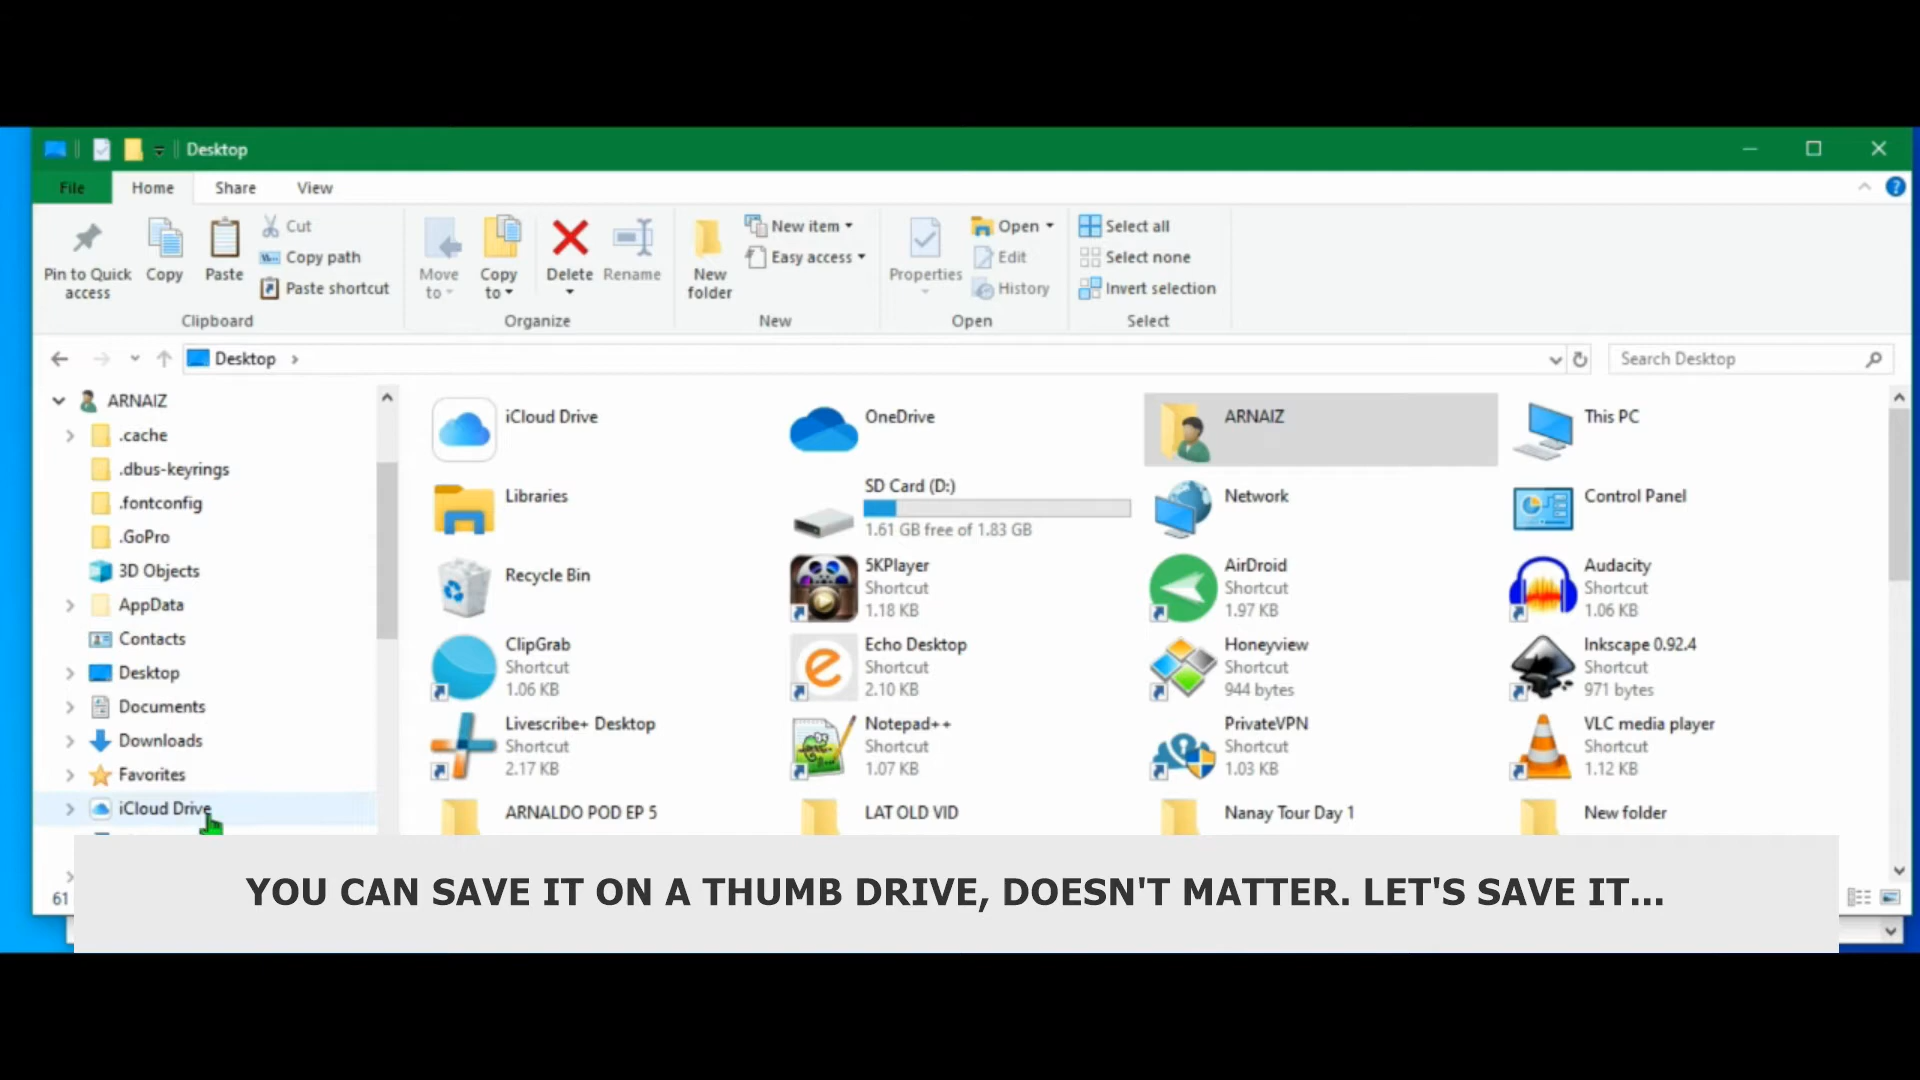 Desktop
File Home Share View
Pin to Quick access
Copy
Paste
Cut
Copy path
Paste shortcut
Clipboard
Move to
Copy to
Delete
Rename
Organize
New folder
New item
Easy access
New
Properties
Open
Edit
History
Open
Select all
Select none
Invert selection
Select
Desktop
Search Desktop
ARNAIZ
.cache
.dbus-keyrings
.fontconfig
.GoPro
3D Objects
AppData
Contacts
Desktop
Documents
Downloads
Favorites
iCloud Drive
61
iCloud Drive
OneDrive
ARNAIZ
This PC
Libraries
SD Card (D:)
1.61 GB free of 1.83 GB
Network
Control Panel
Recycle Bin
5KPlayer
Shortcut
1.18 KB
AirDroid
Shortcut
1.97 KB
Audacity
Shortcut
1.06 KB
ClipGrab
Shortcut
1.06 KB
Echo Desktop
Shortcut
2.10 KB
Honeyview
Shortcut
944 bytes
Inkscape 0.92.4
Shortcut
971 bytes
Livescribe+ Desktop
Shortcut
2.17 KB
Notepad++
Shortcut
1.07 KB
PrivateVPN
Shortcut
1.03 KB
VLC media player
Shortcut
1.12 KB
ARNALDO POD EP 5
LAT OLD VID
Nanay Tour Day 1
New folder
YOU CAN SAVE IT ON A THUMB DRIVE, DOESN'T MATTER. LET'S SAVE IT...